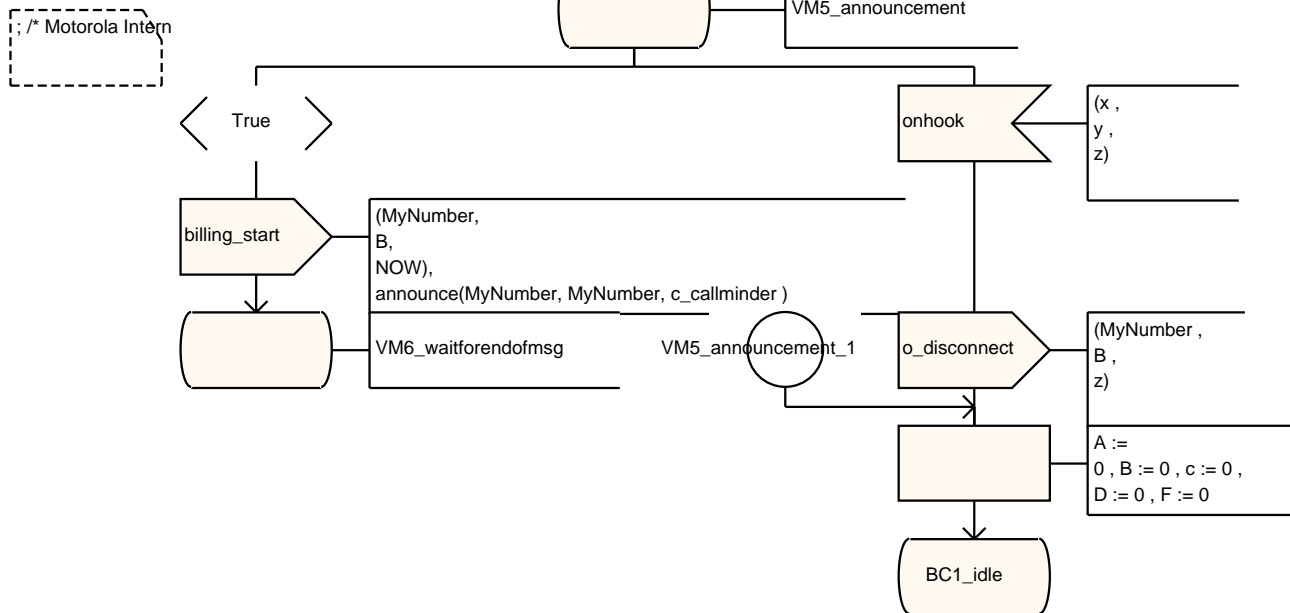 VM5_announcement
; /* Motorola Intern
True
onhook
(x ,
y ,
z)
billing_start
(MyNumber,
B,
NOW),
announce(MyNumber, MyNumber, c_callminder )
VM6_waitforendofmsg
VM5_announcement_1
o_disconnect
(MyNumber ,
B ,
z)
A :=
0 , B := 0 , c := 0 ,
D := 0 , F := 0
BC1_idle